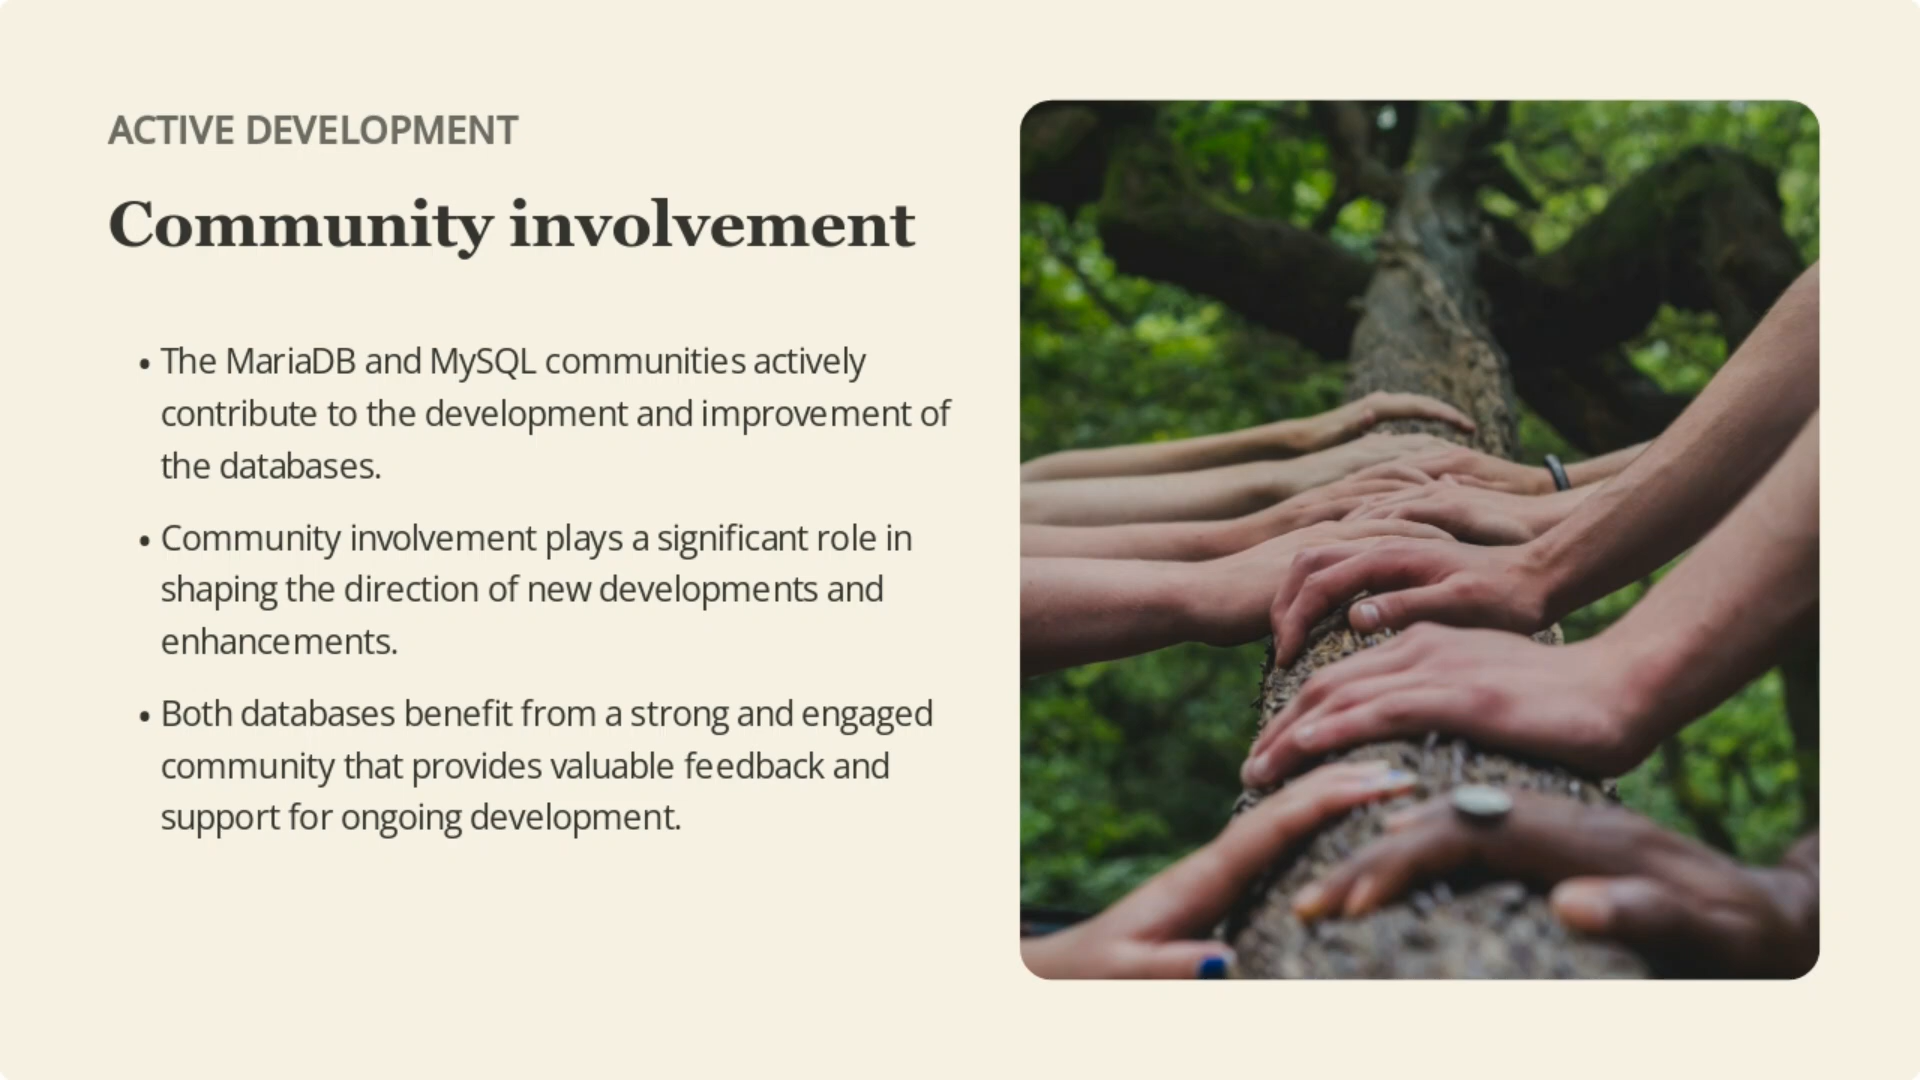 ACTIVE DEVELOPMENT
Community involvement
• The MariaDB and MySQL communities actively
contribute to the development and improvement of
the databases.
• Community involvement plays a significant role in
shaping the direction of new developments and
enhancements.
• Both databases benefit from a strong and engaged
community that provides valuable feedback and
support for ongoing development.